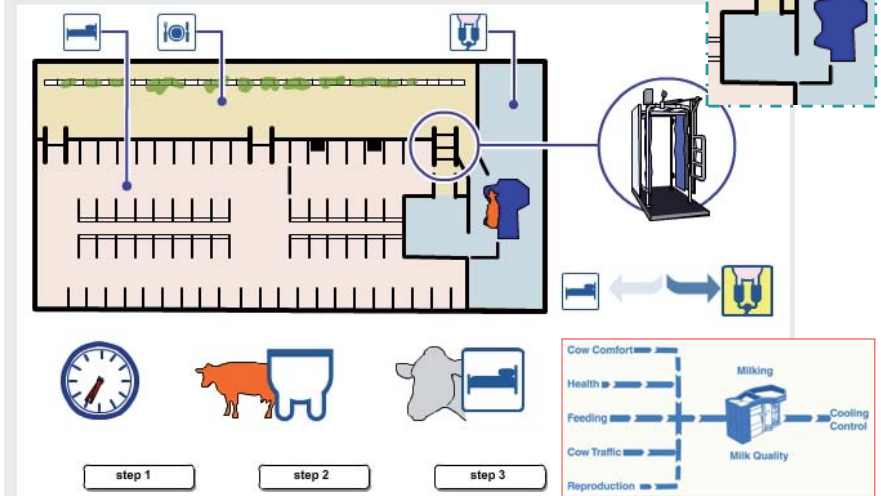 Cow Comfort
Health
Feeding
Cow Traffic
Reproduction
Milking
Milk Quality
Cooling
Control
step 1
step 2
step 3